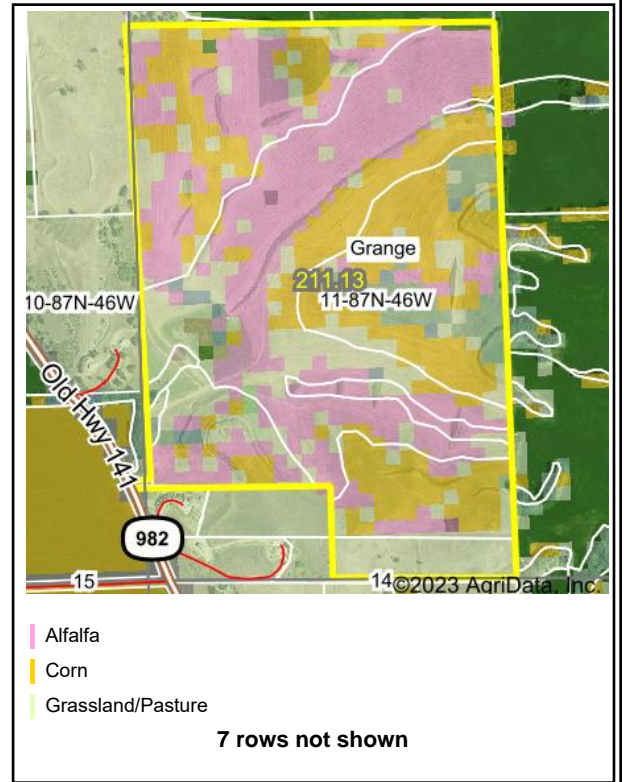 Grange
211.13
10-87N-46W
11-87N-46W
Old Hwy 141
982
15
14
©2023 AgriData, Inc.
Alfalfa
Corn
Grassland/Pasture
7 rows not shown